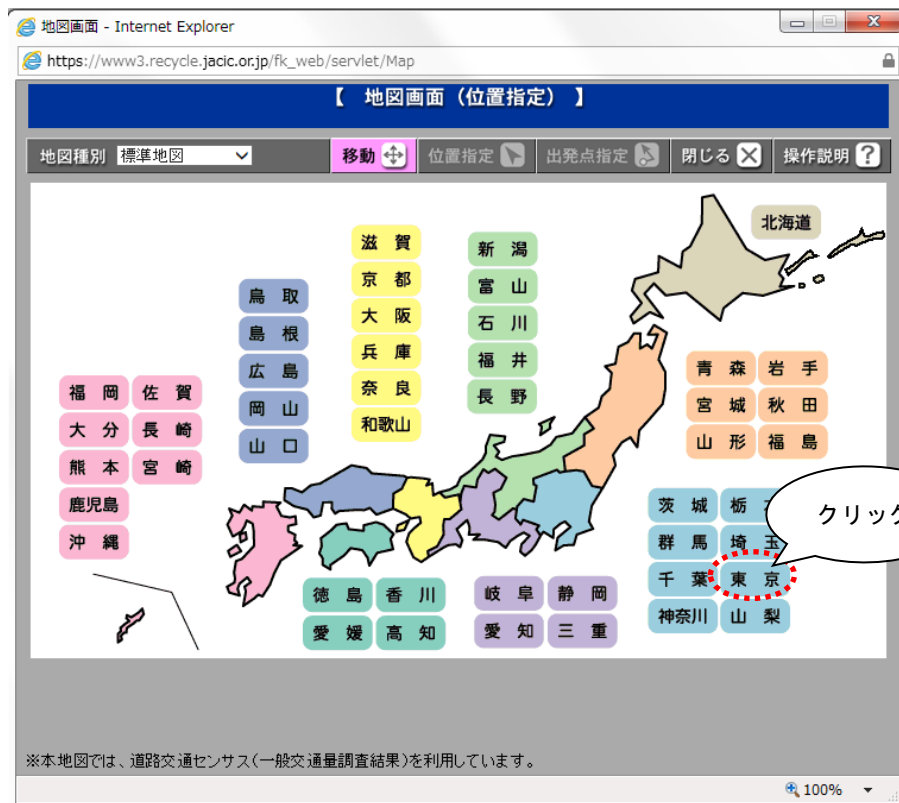 地図画面 - Internet Explorer
https://www3.recycle.jacic.or.jp/fk_web/servlet/Map
【 地図画面（位置指定） 】
地図種別 標準地図 移動 位置指定 出発点指定 閉じる 操作説明 ?
北海道
滋 賀
京 都
大 阪
兵 庫
奈 良
和歌山
新 潟
富 山
石 川
福 井
長 野
鳥 取
島 根
広 島
岡 山
山 口
青 森 岩 手
宮 城 秋 田
山 形 福 島
福 岡 佐 賀
大 分 長 崎
熊 本 宮 崎
鹿児島
沖 縄
茨 城 栃
群 馬 埼 玉
千 葉 東 京
神奈川 山 梨
クリック
徳 島 香 川
愛 媛 高 知
岐 阜 静 岡
愛 知 三 重
※本地図では、道路交通センサス(一般交通量調査結果)を利用しています。
100%